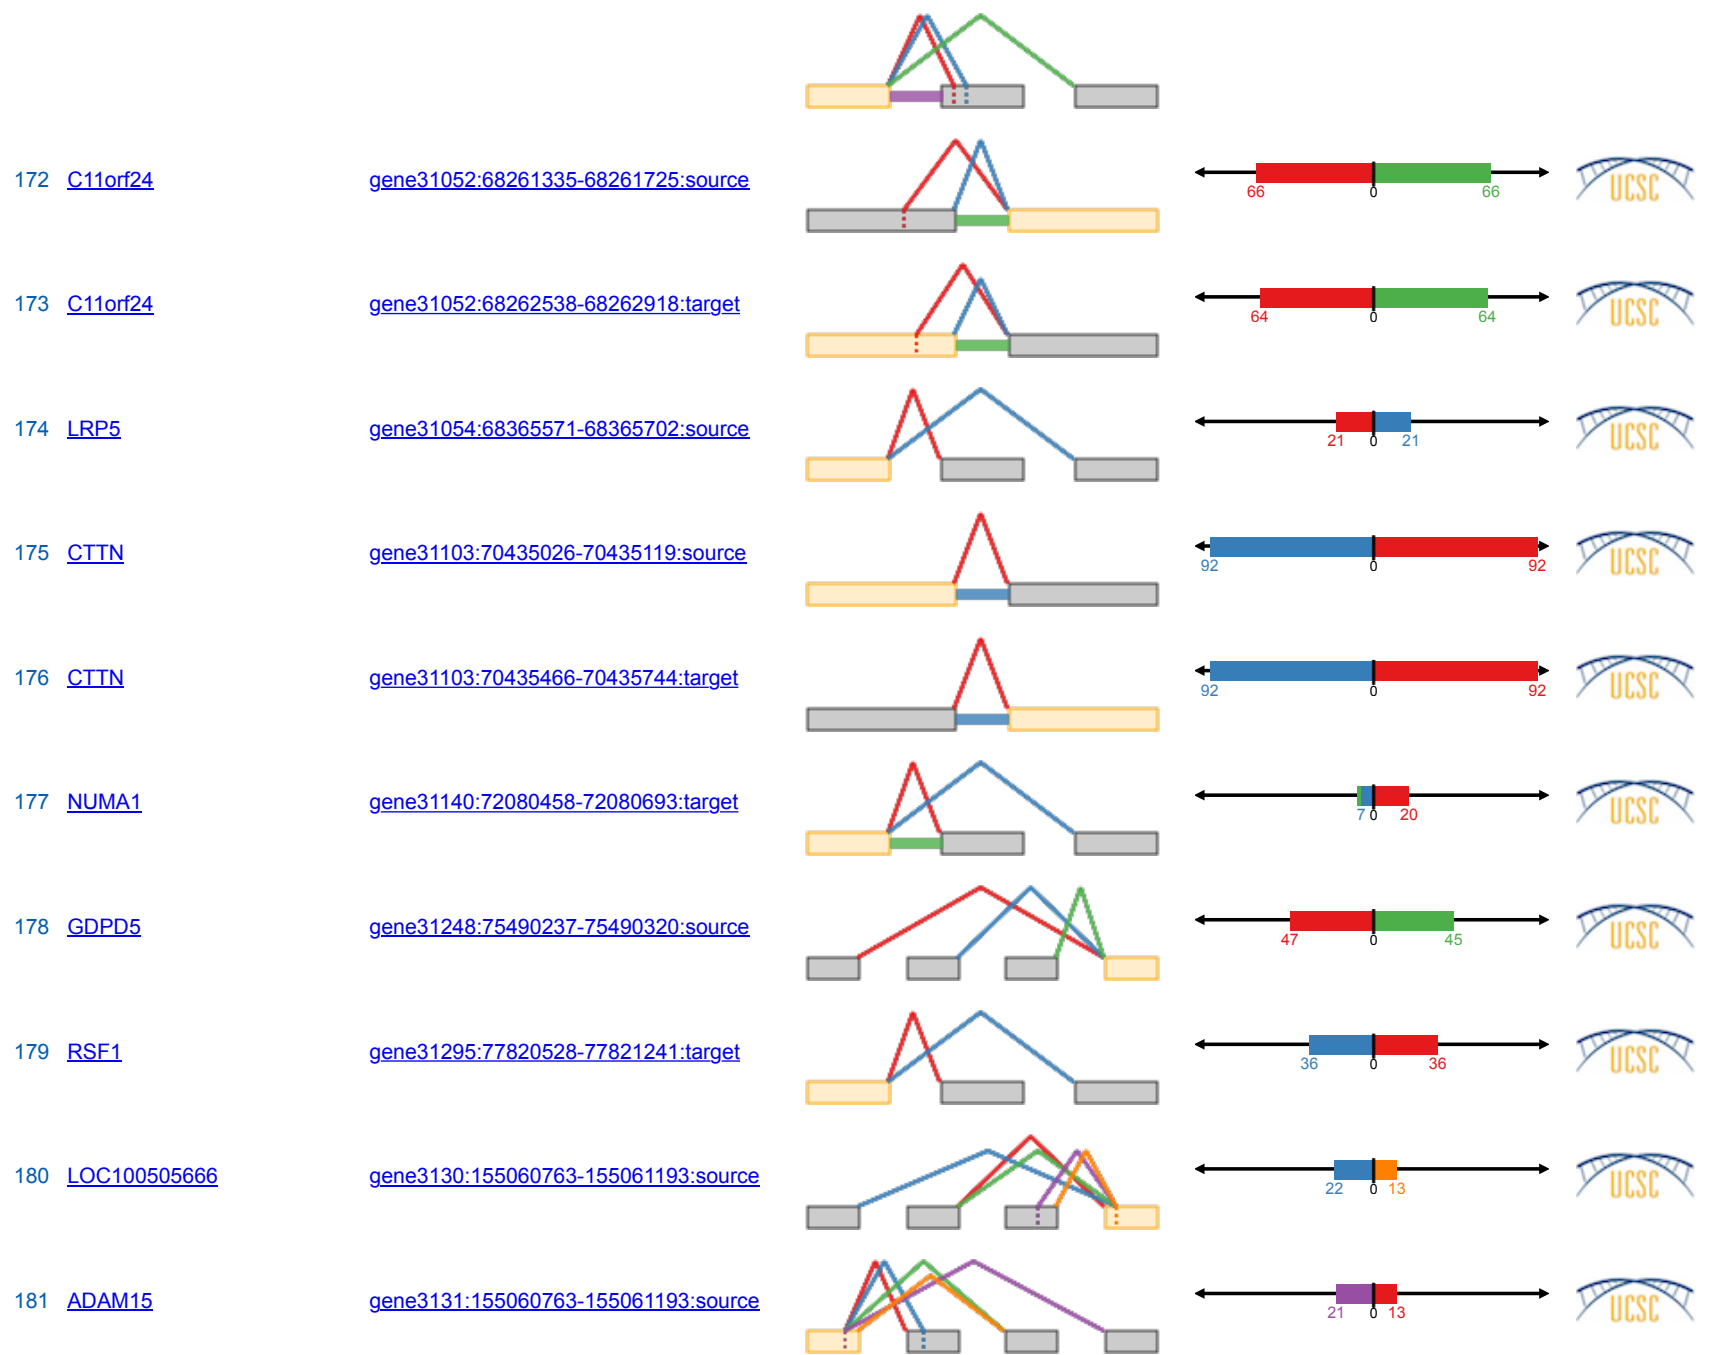 172 C11orf24 gene31052:68261335-68261725:source 66 0 66 UCSC
173 C11orf24 gene31052:68262538-68262918:target 64 0 64 UCSC
174 LRP5 gene31054:68365571-68365702:source 21 0 21 UCSC
175 CTTN gene31103:70435026-70435119:source 92 0 92 UCSC
176 CTTN gene31103:70435466-70435744:target 92 0 92 UCSC
177 NUMA1 gene31140:72080458-72080693:target 7 0 20 UCSC
178 GDPD5 gene31248:75490237-75490320:source 47 0 45 UCSC
179 RSF1 gene31295:77820528-77821241:target 36 0 36 UCSC
180 LOC100505666 gene3130:155060763-155061193:source 22 0 13 UCSC
181 ADAM15 gene3131:155060763-155061193:source 21 0 13 UCSC